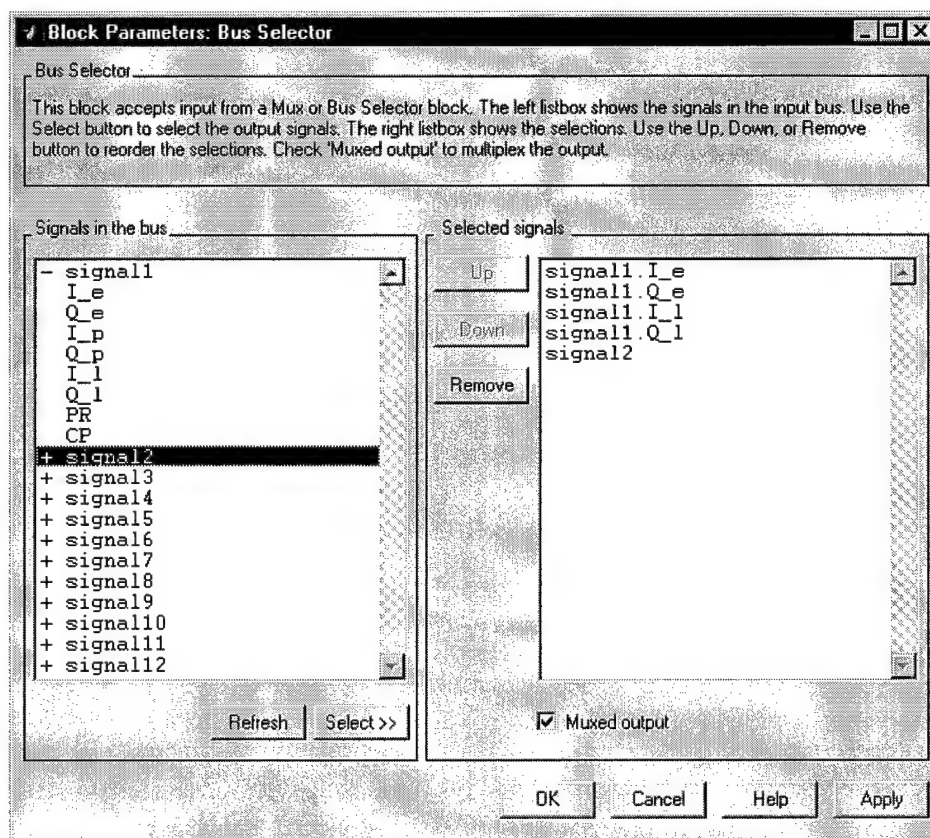 Block Parameters: Bus Selector
Bus Selector
This block accepts input from a Mux or Bus Selector block. The left listbox shows the signals in the input bus. Use the
Select button to select the output signals. The right listbox shows the selections. Use the Up, Down, or Remove
button to reorder the selections. Check 'Muxed output' to multiplex the output.
Signals in the bus
- signal1
I_e
Q_e
I_p
Q_p
I_l
Q_l
PR
CP
+ signal2
+ signal3
+ signal4
+ signal5
+ signal6
+ signal7
+ signal8
+ signal9
+ signal10
+ signal11
+ signal12
Refresh
Select >>
Selected signals
Up
Down
Remove
signal1.I_e
signal1.Q_e
signal1.I_l
signal1.Q_l
signal2
Muxed output
OK
Cancel
Help
Apply